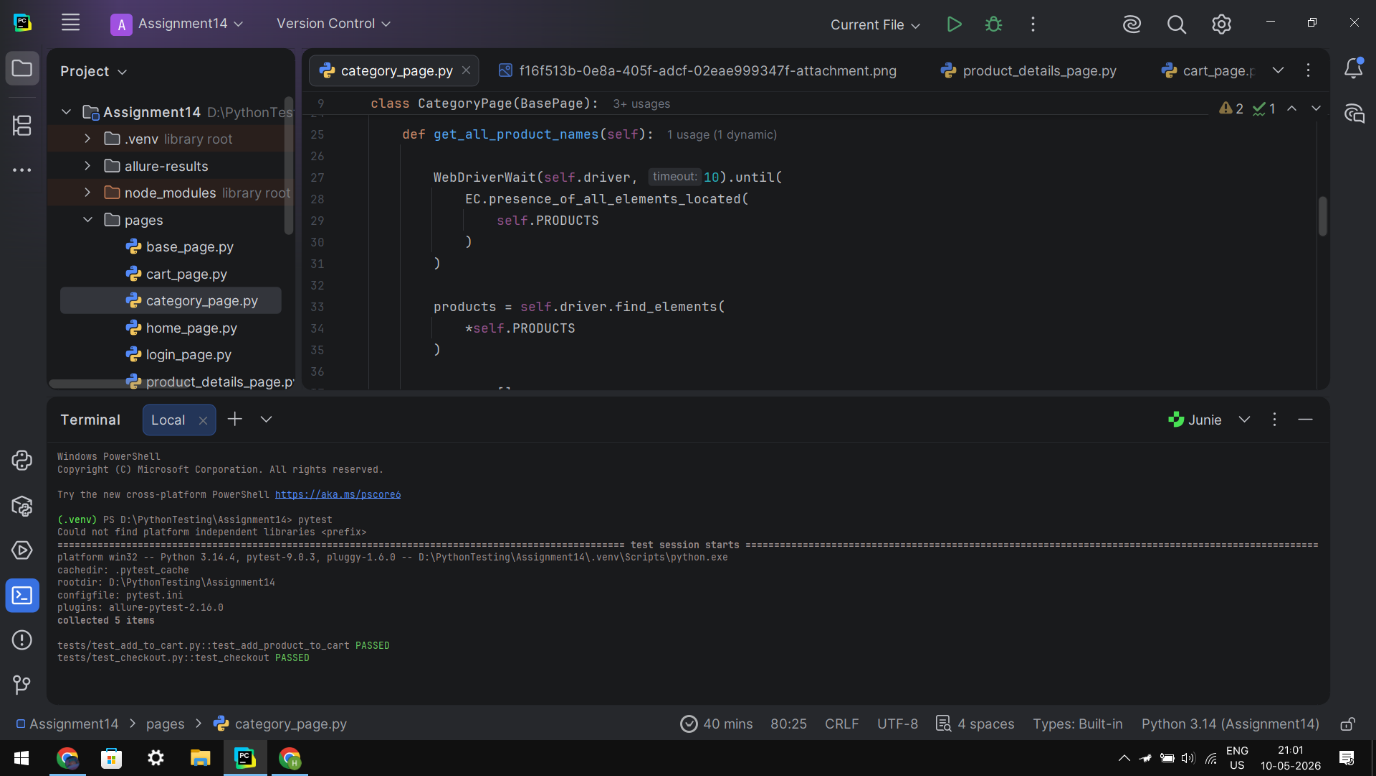 PC
A Assignment14
Version Control
Current File
Project
Assignment14 D:\PythonTes
.venv library root
allure-results
node_modules library root
pages
base_page.py
cart_page.py
category_page.py
home_page.py
login_page.py
product_details_page.py
category_page.py
f16f513b-0e8a-405f-adcf-02eae999347f-attachment.png
product_details_page.py
cart_page.p
9 class CategoryPage(BasePage): 3+ usages
2 1
25 def get_all_product_names(self): 1 usage (1 dynamic)
26
27 WebDriverWait(self.driver, timeout: 10).until(
28 EC.presence_of_all_elements_located(
29 self.PRODUCTS
30 )
31 )
32
33 products = self.driver.find_elements(
34 *self.PRODUCTS
35 )
36
Terminal
Local
Junie
Windows PowerShell
Copyright (C) Microsoft Corporation. All rights reserved.
Try the new cross-platform PowerShell https://aka.ms/pscore6
(.venv) PS D:\PythonTesting\Assignment14> pytest
Could not find platform independent libraries <prefix>
test session starts
platform win32 -- Python 3.14.4, pytest-9.0.3, pluggy-1.6.0 -- D:\PythonTesting\Assignment14\.venv\Scripts\python.exe
cachedir: .pytest_cache
rootdir: D:\PythonTesting\Assignment14
configfile: pytest.ini
plugins: allure-pytest-2.16.0
collected 5 items
tests/test_add_to_cart.py::test_add_product_to_cart PASSED
tests/test_checkout.py::test_checkout PASSED
Assignment14 > pages > category_page.py
40 mins
80:25
CRLF
UTF-8
4 spaces
Types: Built-in
Python 3.14 (Assignment14)
PC
ENG
US
21:01
10-05-2026